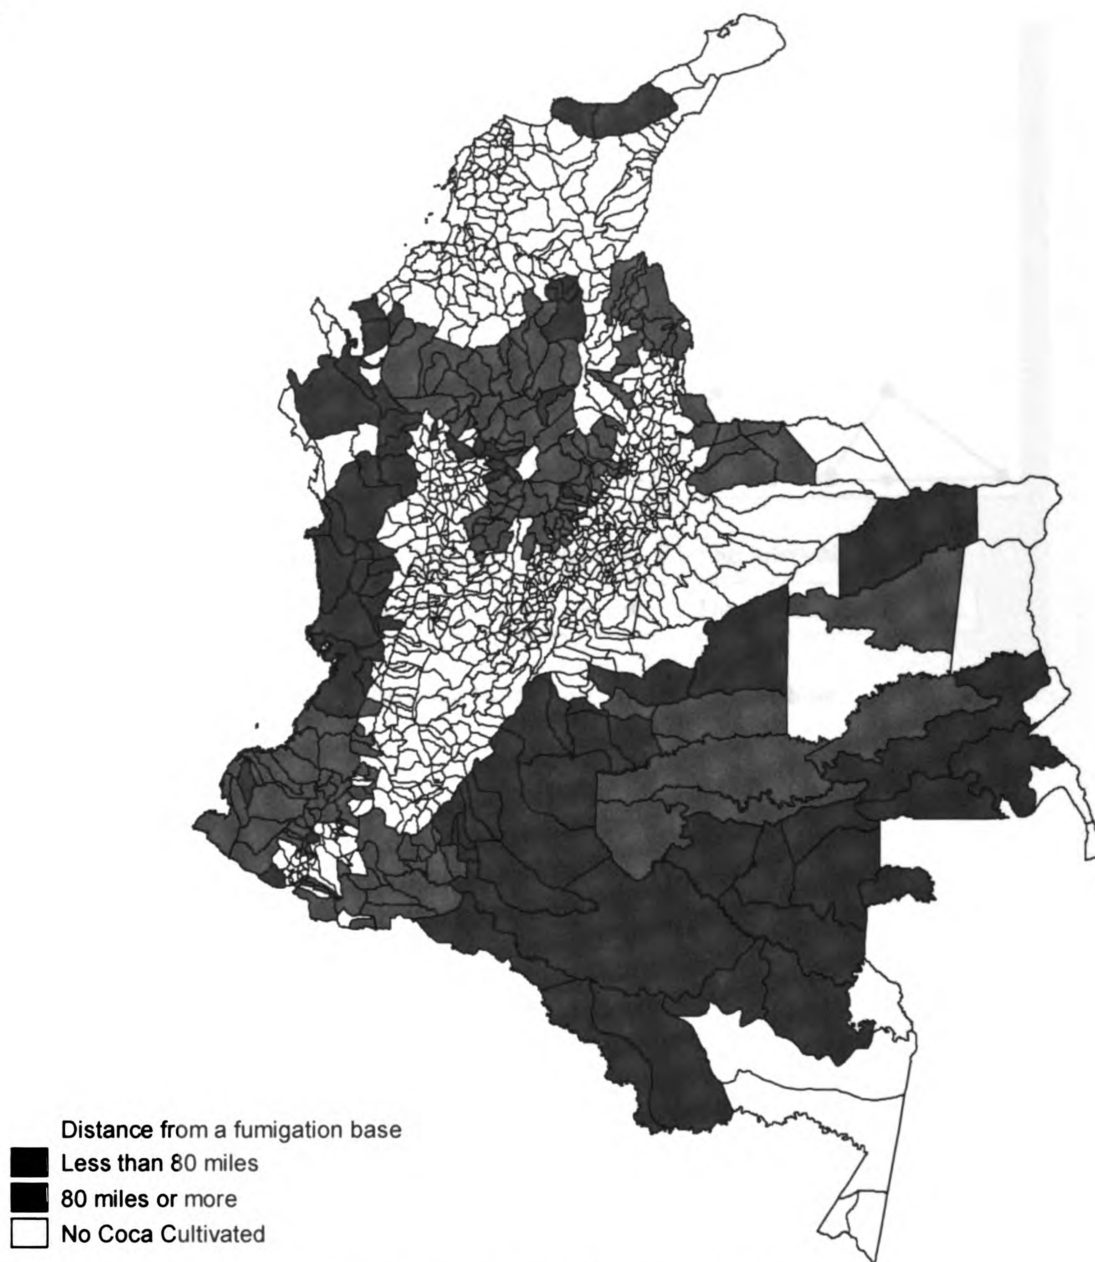 Distance from a fumigation base
Less than 80 miles
80 miles or more
No Coca Cultivated